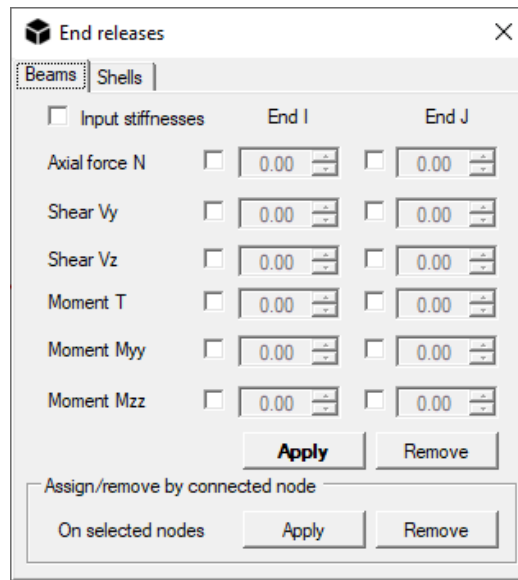 End releases
Beams Shells
Input stiffnesses End I End J
Axial force N 0.00 0.00
Shear Vy 0.00 0.00
Shear Vz 0.00 0.00
Moment T 0.00 0.00
Moment Myy 0.00 0.00
Moment Mzz 0.00 0.00
Apply Remove
Assign/remove by connected node
On selected nodes Apply Remove